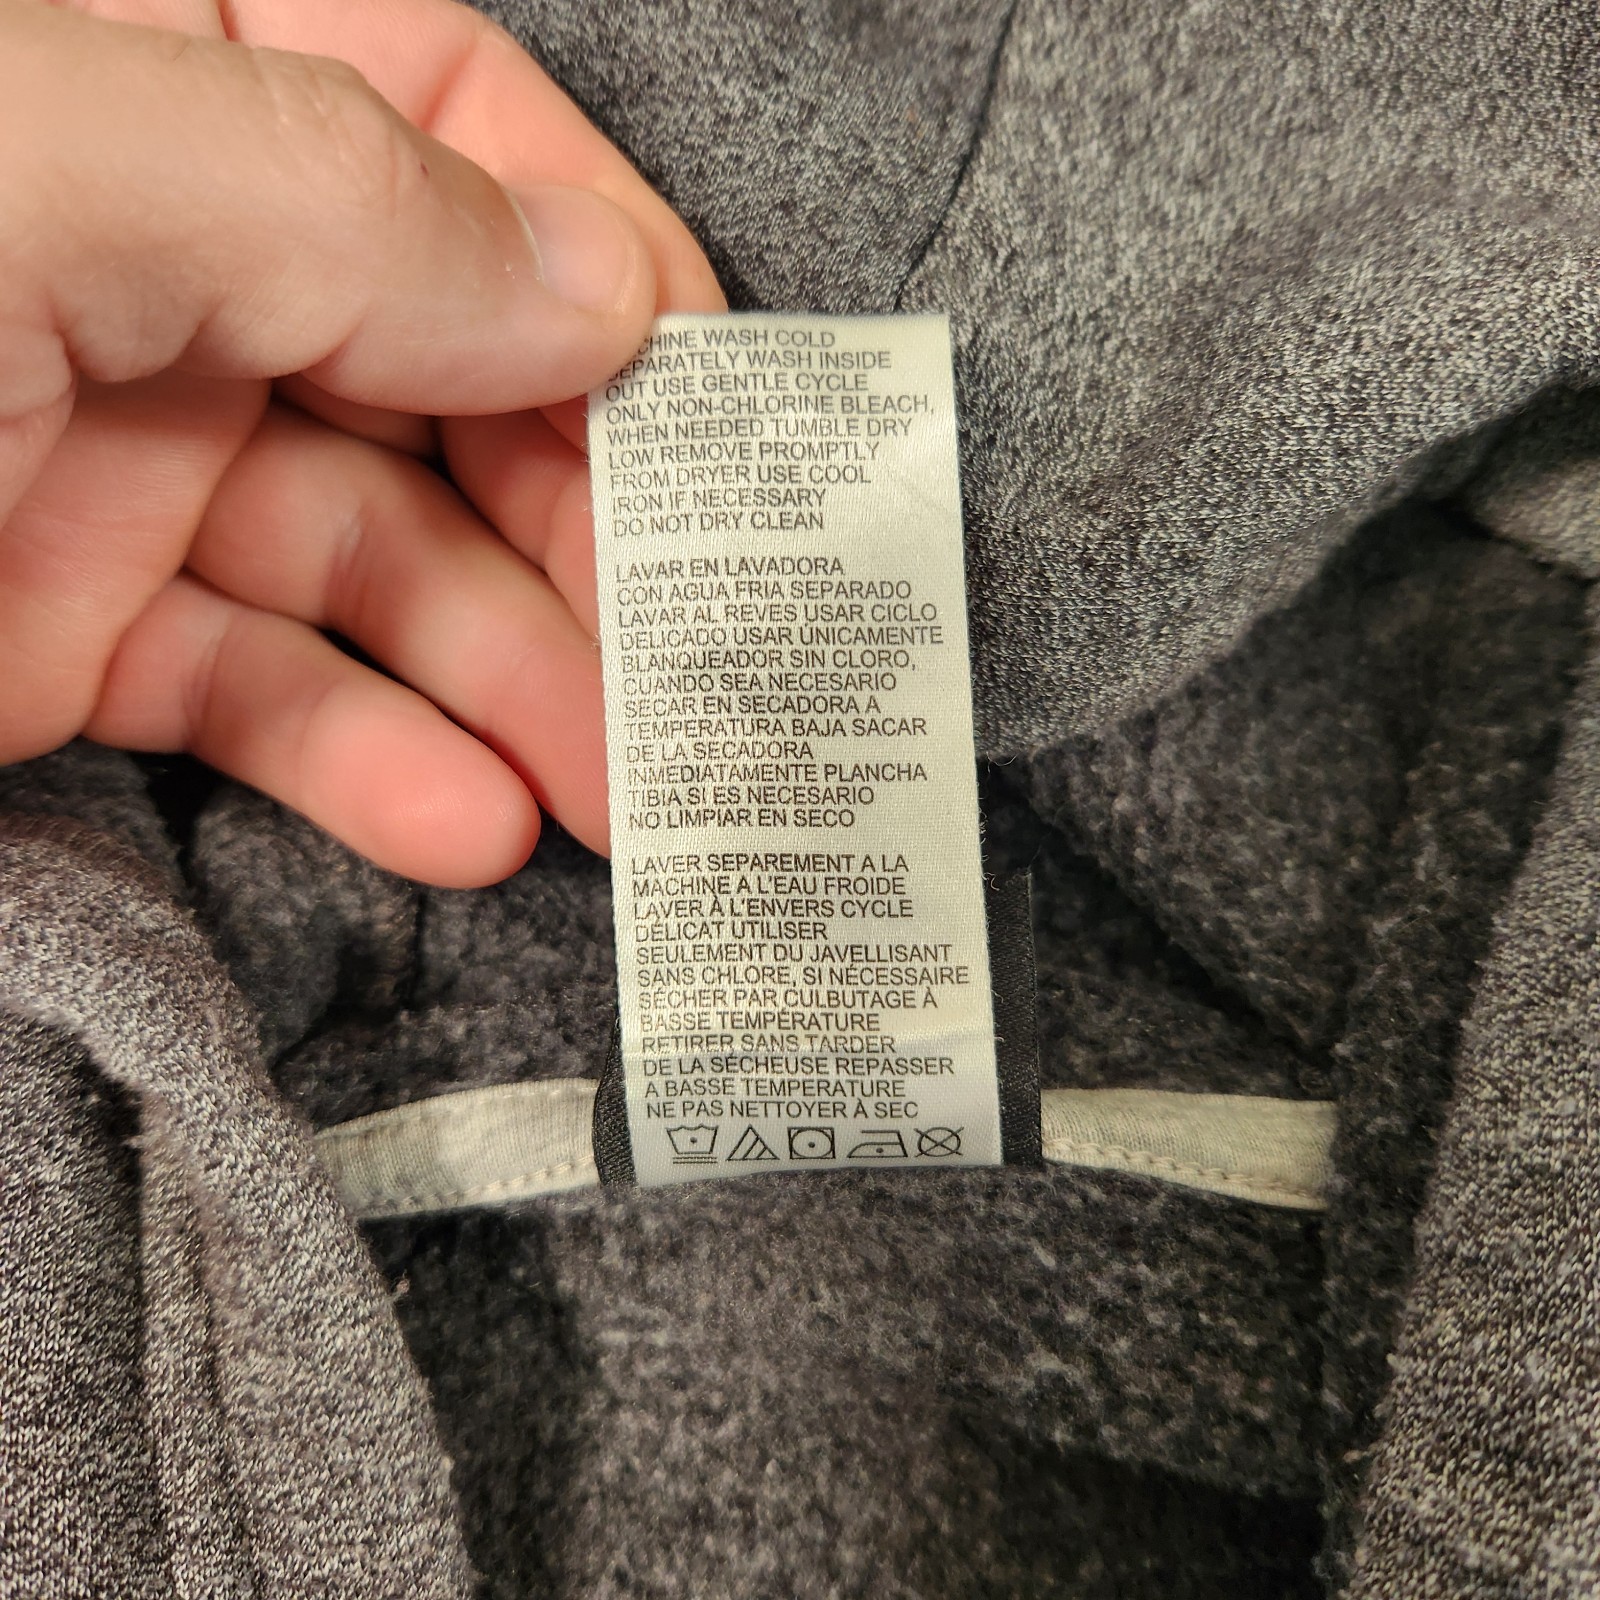 CHINE WASH COLD
SEPARATELY WASH INSIDE
OUT USE GENTLE CYCLE
ONLY NON-CHLORINE BLEACH,
WHEN NEEDED TUMBLE DRY
LOW REMOVE PROMPTLY
FROM DRYER USE COOL
IRON IF NECESSARY
DO NOT DRY CLEAN
LAVAR EN LAVADORA
CON AGUA FRIA SEPARADO
LAVAR AL REVES USAR CICLO
DELICADO USAR ÚNICAMENTE
BLANQUEADOR SIN CLORO,
CUANDO SEA NECESARIO
SECAR EN SECADORA A
TEMPERATURA BAJA SACAR
DE LA SECADORA
INMEDIATAMENTE PLANCHA
TIBIA SI ES NECESARIO
NO LIMPIAR EN SECO
LAVER SEPAREMENT A LA
MACHINE A L'EAU FROIDE
LAVER À L'ENVERS CYCLE
DÉLICAT UTILISER
SEULEMENT DU JAVELLISANT
SANS CHLORE, SI NÉCESSAIRE
SÉCHER PAR CULBUTAGE À
BASSE TEMPÉRATURE
RETIRER SANS TARDER
DE LA SÉCHEUSE REPASSER
A BASSE TEMPERATURE
NE PAS NETTOYER À SEC